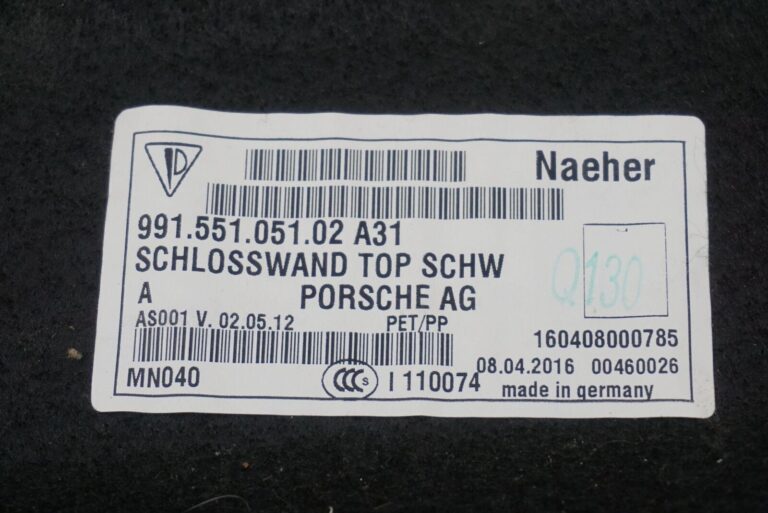 Naeher
991.551.051.02 A31
SCHLOSSWAND TOP SCHW
A PORSCHE AG
Q130
AS001 V. 02.05.12 PET/PP
160408000785
08.04.2016 00460026
MN040 CCC S I 110074 made in germany